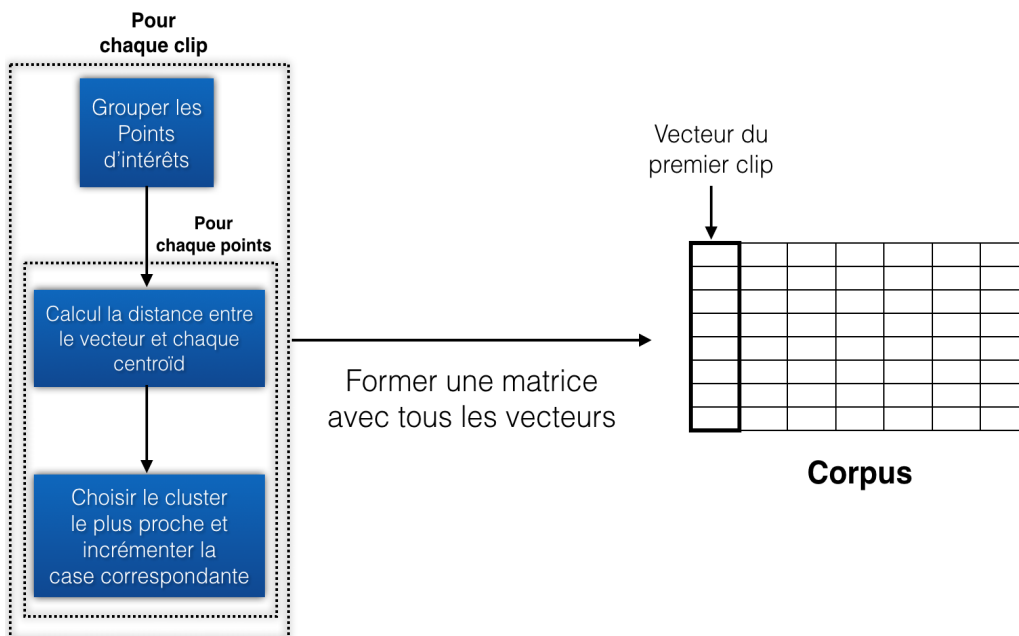 Pour
chaque clip
Grouper les
Points
d'intérêts
Pour
chaque points
Calcul la distance entre
le vecteur et chaque
centroïd
Choisir le cluster
le plus proche et
incrémenter la
case correspondante
Former une matrice
avec tous les vecteurs
Vecteur du
premier clip
Corpus